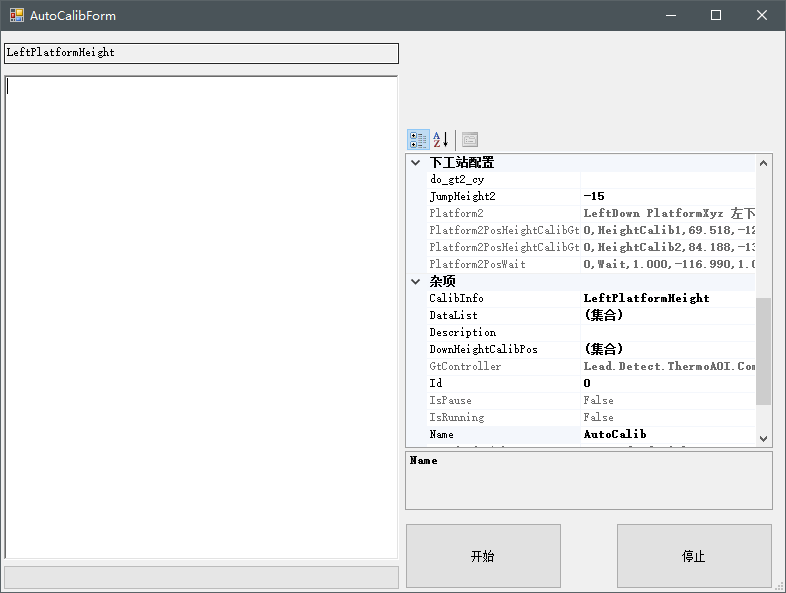 AutoCalibForm
LeftPlatformHeight
下工站配置
do_gt2_cy
JumpHeight2 -15
Platform2 LeftDown PlatformXyz 左下
Platform2PosHeightCalibGt 0,HeightCalib1,69.518,-12
Platform2PosHeightCalibGt 0,HeightCalib2,84.188,-13
Platform2PosWait 0,Wait,1.000,-116.990,1.0
杂项
CalibInfo LeftPlatformHeight
DataList (集合)
Description
DownHeightCalibPos (集合)
GtController Lead.Detect.ThermoAOI.Com
Id 0
IsPause False
IsRunning False
Name AutoCalib
Name
开始 停止